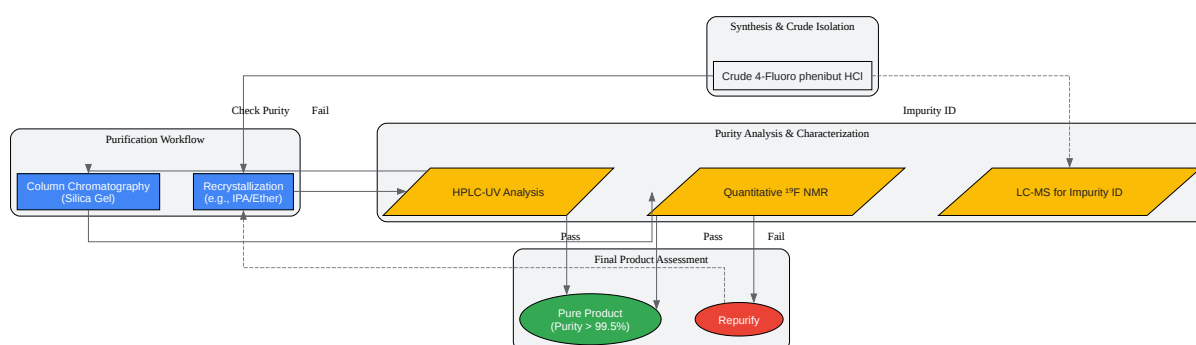 Synthesis & Crude Isolation
Crude 4-Fluoro phenibut HCl
Check Purity
Fail
Impurity ID
Purification Workflow
Purity Analysis & Characterization
Column Chromatography
(Silica Gel)
Recrystallization
(e.g., IPA/Ether)
HPLC-UV Analysis
Quantitative ¹⁹F NMR
LC-MS for Impurity ID
Pass
Pass
Fail
Final Product Assessment
Pure Product
(Purity > 99.5%)
Repurify